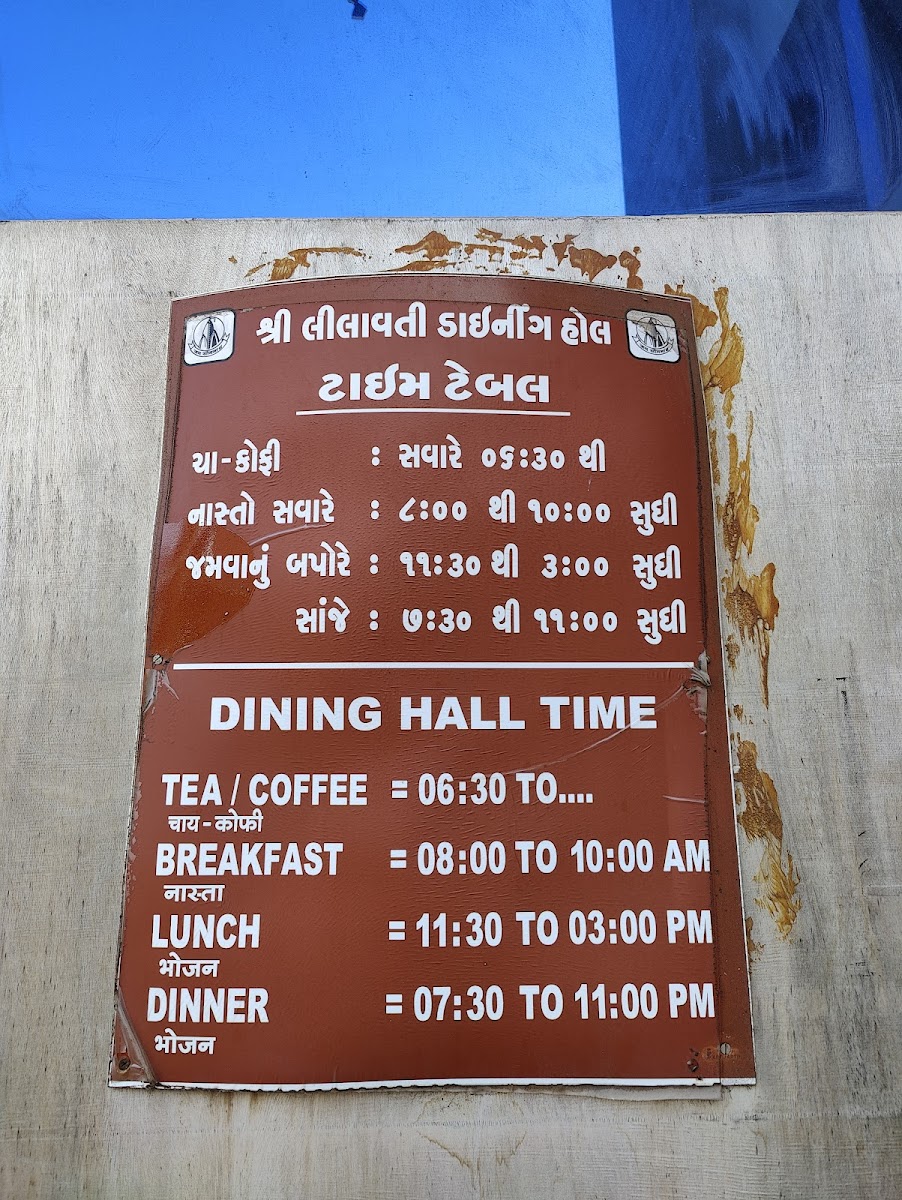 શ્રી લીલાવતી ડાઇનીંગ હોલ
ટાઇમ ટેબલ
ચા-કોફી : સવારે ૦૬:૩૦ થી
નાસ્તો સવારે : ૮:૦૦ થી ૧૦:૦૦ સુધી
જમવાનું બપોરે : ૧૧:૩૦ થી ૩:૦૦ સુધી
સાંજે : ૭:૩૦ થી ૧૧:૦૦ સુધી
DINING HALL TIME
TEA / COFFEE = 06:30 TO....
चाय-कोफी
BREAKFAST = 08:00 TO 10:00 AM
नास्ता
LUNCH = 11:30 TO 03:00 PM
भोजन
DINNER = 07:30 TO 11:00 PM
भोजन